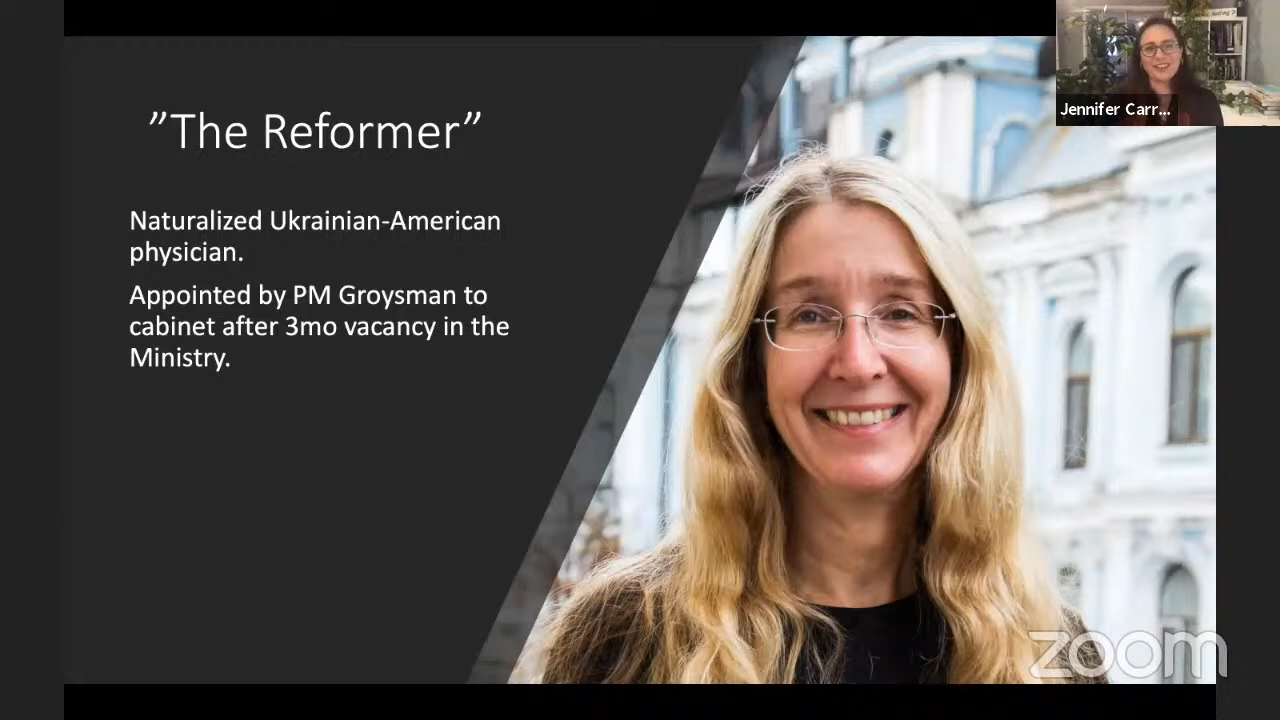 ”The Reformer”
Naturalized Ukrainian-American
physician.
Appointed by PM Groysman to
cabinet after 3mo vacancy in the
Ministry.
Jennifer Carr...
zoom